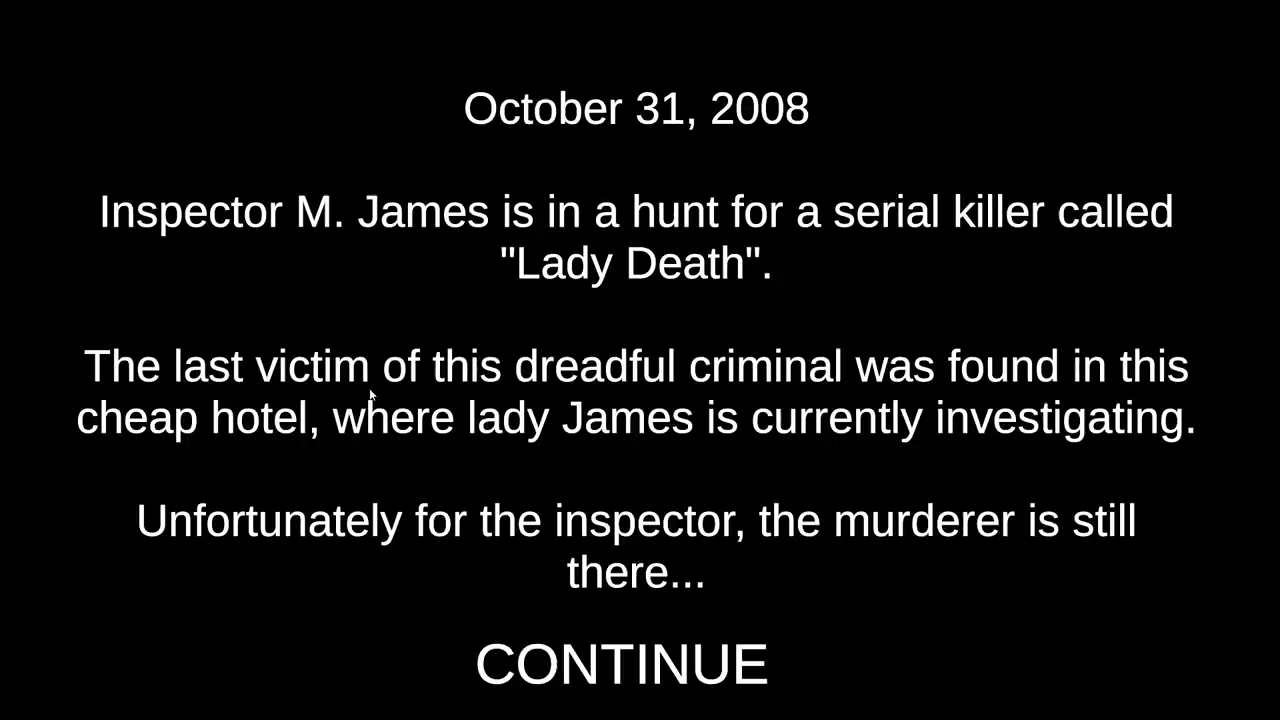 October 31, 2008
Inspector M. James is in a hunt for a serial killer called
"Lady Death".
The last victim of this dreadful criminal was found in this
cheap hotel, where lady James is currently investigating.
Unfortunately for the inspector, the murderer is still
there...
CONTINUE